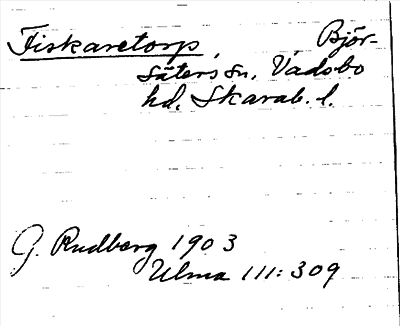 Fiskaretorp, Björ-
säters sn, Vadsbo
hd, Skarab. l.
G. Rudberg 1903
Ulma 111:309